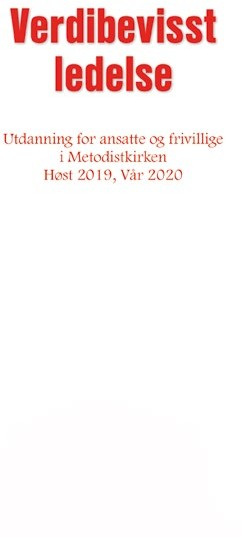 Verdibevisst
ledelse
Utdanning for ansatte og frivillige
i Metodistkirken
Høst 2019, Vår 2020